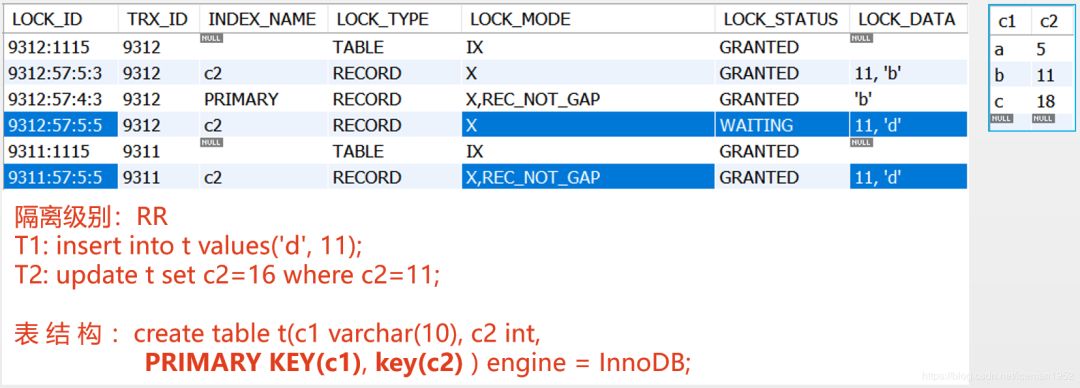 LOCK_ID TRX_ID INDEX_NAME LOCK_TYPE LOCK_MODE LOCK_STATUS LOCK_DATA
9312:1115 9312 NULL TABLE IX GRANTED NULL
9312:57:5:3 9312 c2 RECORD X GRANTED 11, 'b'
9312:57:4:3 9312 PRIMARY RECORD X,REC_NOT_GAP GRANTED 'b'
9312:57:5:5 9312 c2 RECORD X WAITING 11, 'd'
9311:1115 9311 NULL TABLE IX GRANTED NULL
9311:57:5:5 9311 c2 RECORD X,REC_NOT_GAP GRANTED 11, 'd'
c1 c2
a 5
b 11
c 18
NULL NULL
隔离级别：RR
T1: insert into t values('d', 11);
T2: update t set c2=16 where c2=11;
表 结 构 ：create table t(c1 varchar(10), c2 int,
PRIMARY KEY(c1), key(c2) ) engine = InnoDB;